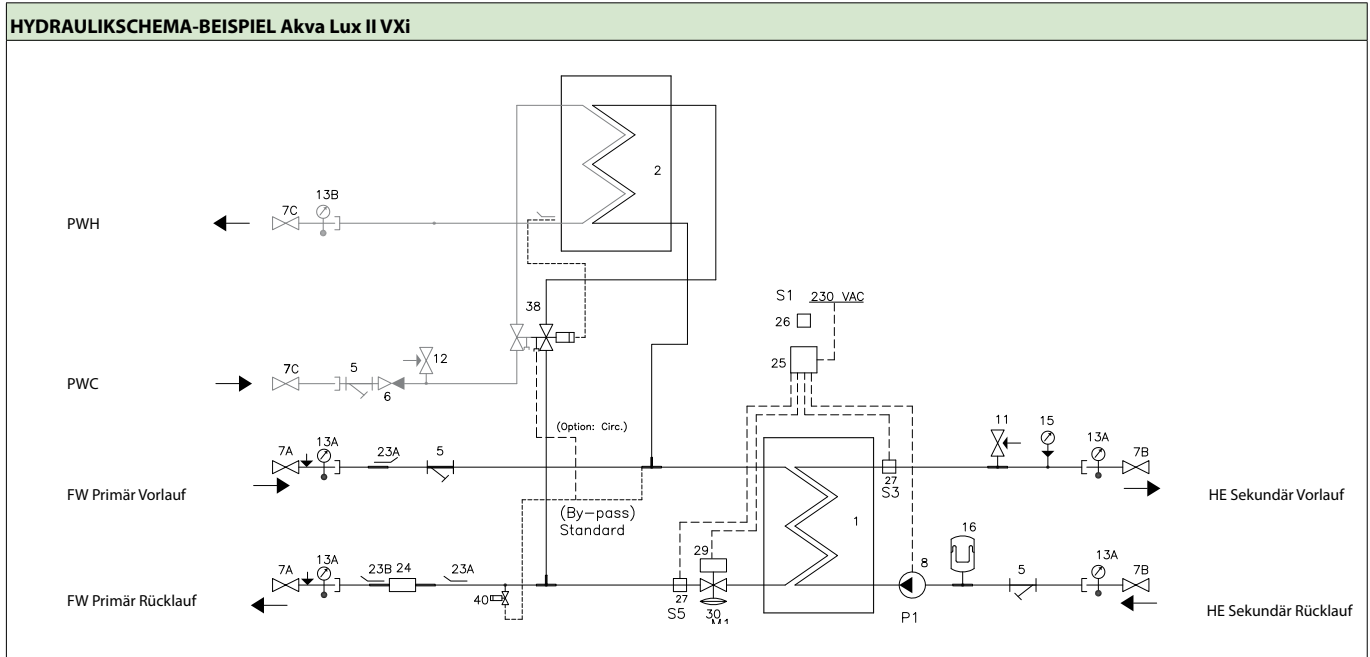 HYDRAULIKSCHEMA-BEISPIEL Akva Lux II VXi
2
13B
7C
PWH
38
S1 230 VAC
26
25
12
7C
5
6
PWC
(Option: Circ.)
11
15
7A
13A
23A
5
13A
7B
27
S3
FW Primär Vorlauf
HE Sekundär Vorlauf
(By-pass)
Standard
1
16
29
8
7A
13A
23B
24
23A
5
13A
7B
40
27
S5
30
M1
P1
FW Primär Rücklauf
HE Sekundär Rücklauf